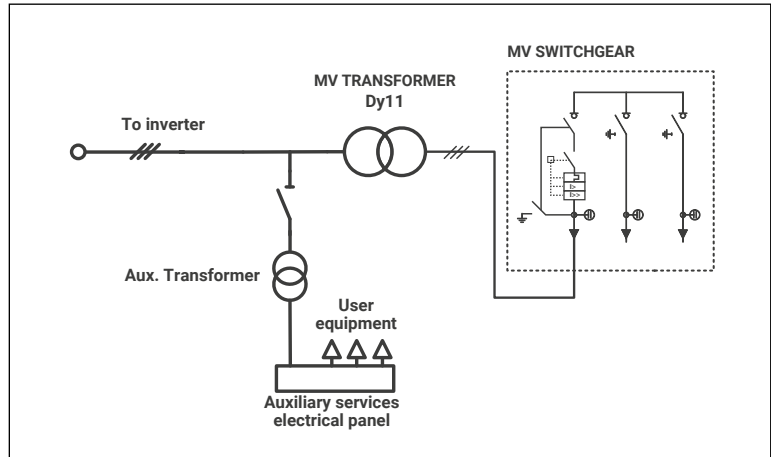 MV SWITCHGEAR
MV TRANSFORMER
Dy11
To inverter
I>
I>>
Aux. Transformer
User
equipment
Auxiliary services
electrical panel